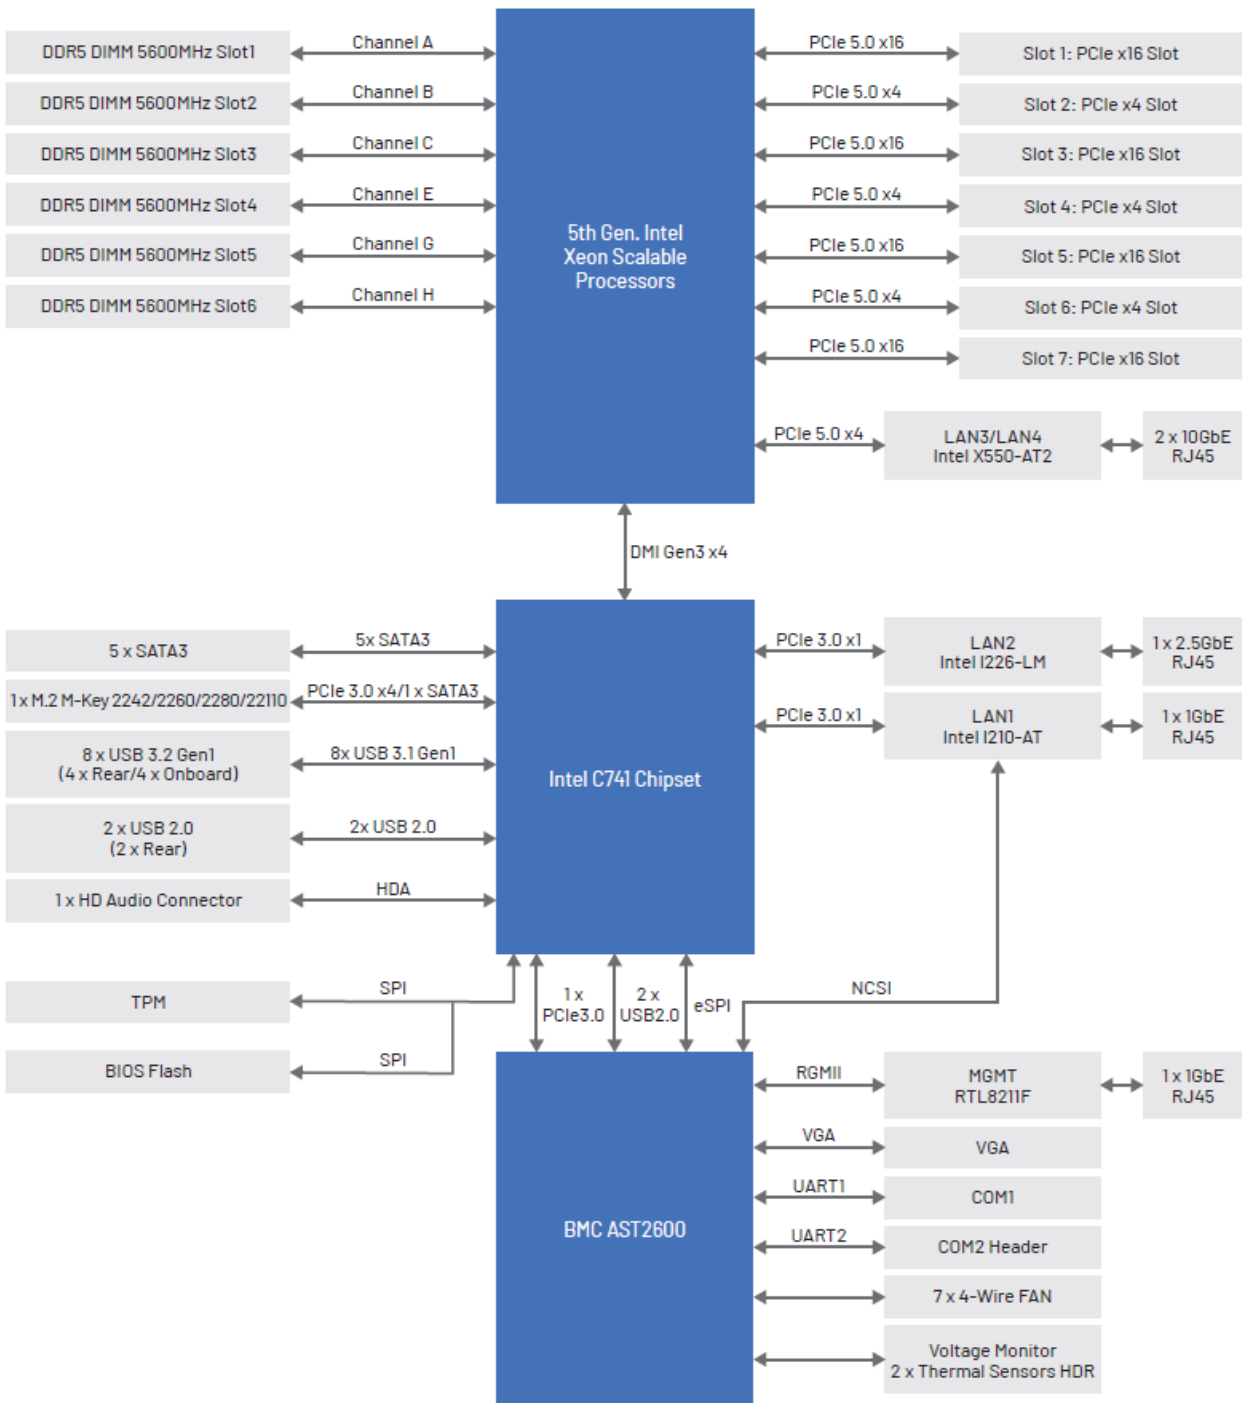 DDR5 DIMM 5600MHz Slot1
Channel A
DDR5 DIMM 5600MHz Slot2
Channel B
DDR5 DIMM 5600MHz Slot3
Channel C
DDR5 DIMM 5600MHz Slot4
Channel E
DDR5 DIMM 5600MHz Slot5
Channel G
DDR5 DIMM 5600MHz Slot6
Channel H
5th Gen. Intel
Xeon Scalable
Processors
PCIe 5.0 x16
Slot 1: PCIe x16 Slot
PCIe 5.0 x4
Slot 2: PCIe x4 Slot
PCIe 5.0 x16
Slot 3: PCIe x16 Slot
PCIe 5.0 x4
Slot 4: PCIe x4 Slot
PCIe 5.0 x16
Slot 5: PCIe x16 Slot
PCIe 5.0 x4
Slot 6: PCIe x4 Slot
PCIe 5.0 x16
Slot 7: PCIe x16 Slot
PCIe 5.0 x4
LAN3/LAN4
Intel X550-AT2
2 x 10GbE
RJ45
DMI Gen3 x4
5 x SATA3
5x SATA3
1 x M.2 M-Key 2242/2260/2280/22110
PCIe 3.0 x4/1 x SATA3
8 x USB 3.2 Gen1
(4 x Rear/4 x Onboard)
8x USB 3.1 Gen1
2 x USB 2.0
(2 x Rear)
2x USB 2.0
1 x HD Audio Connector
HDA
Intel C741 Chipset
PCIe 3.0 x1
LAN2
Intel I226-LM
1 x 2.5GbE
RJ45
PCIe 3.0 x1
LAN1
Intel I210-AT
1 x 1GbE
RJ45
TPM
SPI
BIOS Flash
SPI
1 x
PCIe3.0
2 x
USB2.0
eSPI
NCSI
BMC AST2600
RGMII
MGMT
RTL8211F
1 x 1GbE
RJ45
VGA
VGA
UART1
COM1
UART2
COM2 Header
7 x 4-Wire FAN
Voltage Monitor
2 x Thermal Sensors HDR